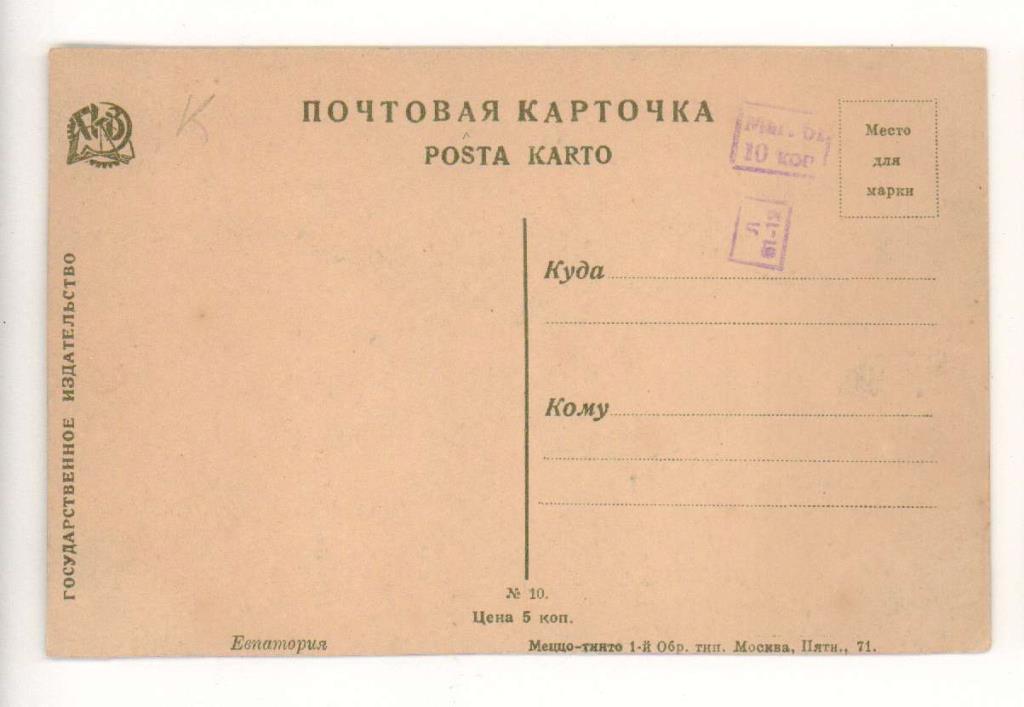 ПОЧТОВАЯ КАРТОЧКА
POŜTA KARTO
К
10 коп
Место
для
марки
Л
Куда
Кому
ГОСУДАРСТВЕННОЕ ИЗДАТЕЛЬСТВО
№ 10.
Цена 5 коп.
Евпатория
Меццо-тинто 1-й Обр. тип. Москва, Пятн., 71.